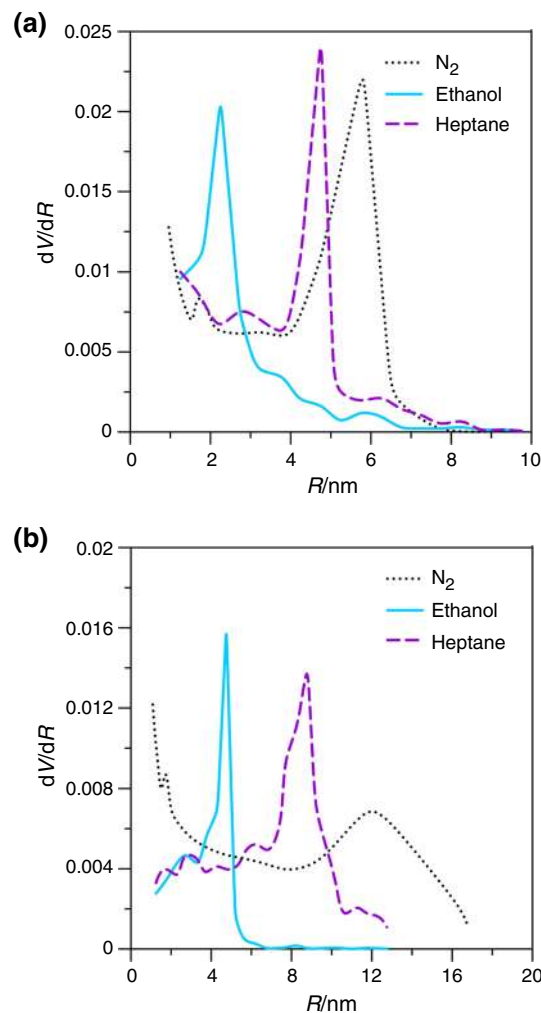 (a)
0.025
0.02
0.015
0.01
0.005
0
dV/dR
N2
Ethanol
Heptane
0 2 4 6 8 10
R/nm
(b)
0.02
0.016
0.012
0.008
0.004
0
dV/dR
N2
Ethanol
Heptane
0 4 8 12 16 20
R/nm